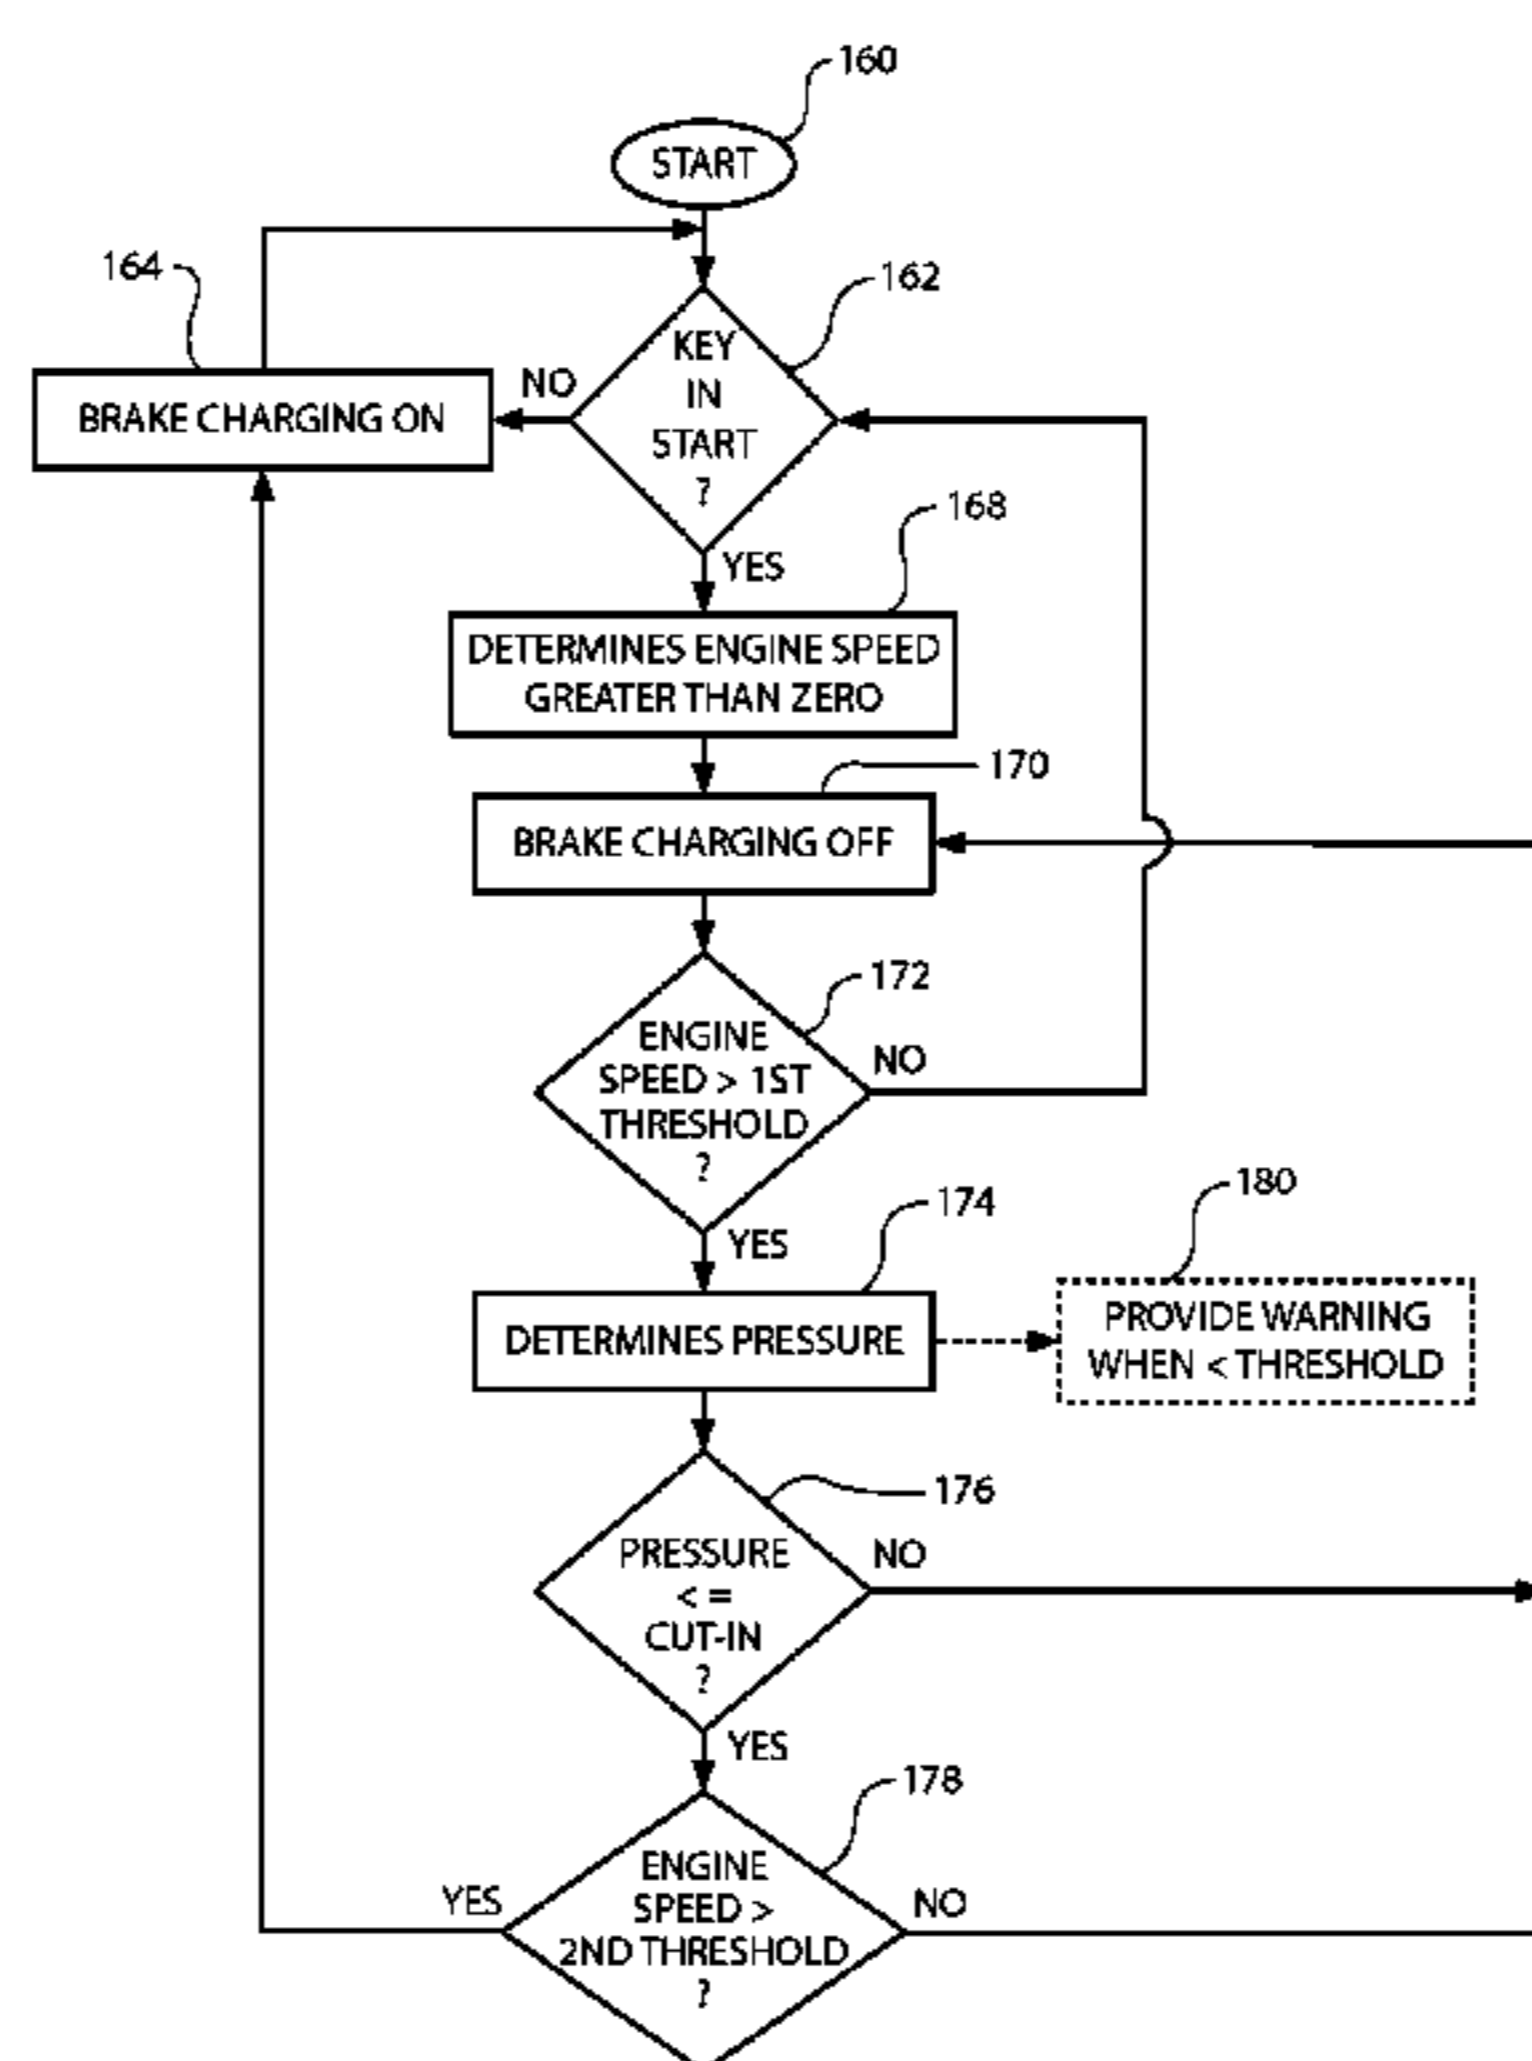 160
START
164
162
KEY
IN
START
?
NO
BRAKE CHARGING ON
168
YES
DETERMINES ENGINE SPEED
GREATER THAN ZERO
170
BRAKE CHARGING OFF
172
ENGINE
SPEED > 1ST
THRESHOLD
?
NO
180
174
YES
DETERMINES PRESSURE
PROVIDE WARNING
WHEN < THRESHOLD
176
PRESSURE
< =
CUT-IN
?
NO
YES
178
ENGINE
SPEED >
2ND THRESHOLD
?
YES
NO